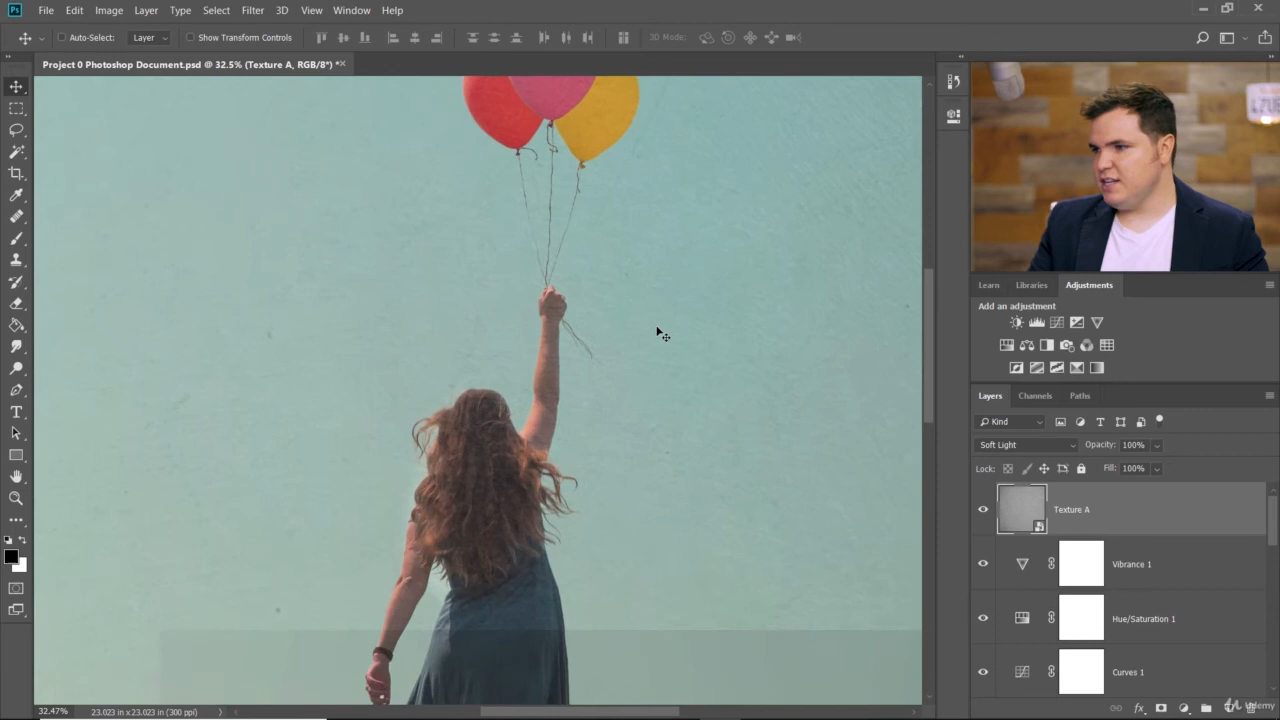 Ps File Edit Image Layer Type Select Filter 3D View Window Help
Auto-Select: Layer Show Transform Controls 3D Mode:
Project 0 Photoshop Document.psd @ 32.5% (Texture A, RGB/8*) *
Learn Libraries Adjustments
Add an adjustment
Layers Channels Paths
Kind
Soft Light Opacity: 100%
Lock: Fill: 100%
Texture A
Vibrance 1
Hue/Saturation 1
Curves 1
32.47% 23.023 in x 23.023 in (300 ppi)
fx
Udemy